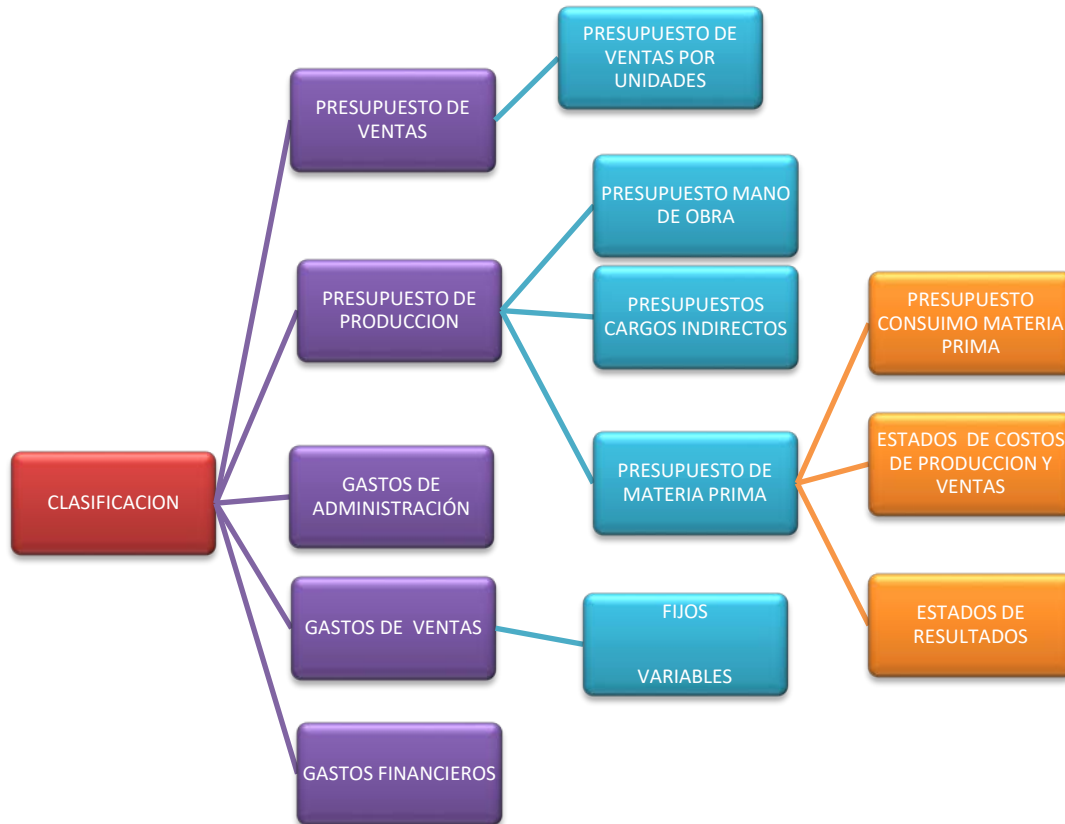 PRESUPUESTO DE
VENTAS POR
UNIDADES
PRESUPUESTO DE
VENTAS
PRESUPUESTO MANO
DE OBRA
PRESUPUESTO DE
PRODUCCION
PRESUPUESTOS
CARGOS INDIRECTOS
PRESUPUESTO
CONSUIMO MATERIA
PRIMA
CLASIFICACION
GASTOS DE
ADMINISTRACIÓN
PRESUPUESTO DE
MATERIA PRIMA
ESTADOS DE COSTOS
DE PRODUCCION Y
VENTAS
GASTOS DE VENTAS
FIJOS
VARIABLES
ESTADOS DE
RESULTADOS
GASTOS FINANCIEROS